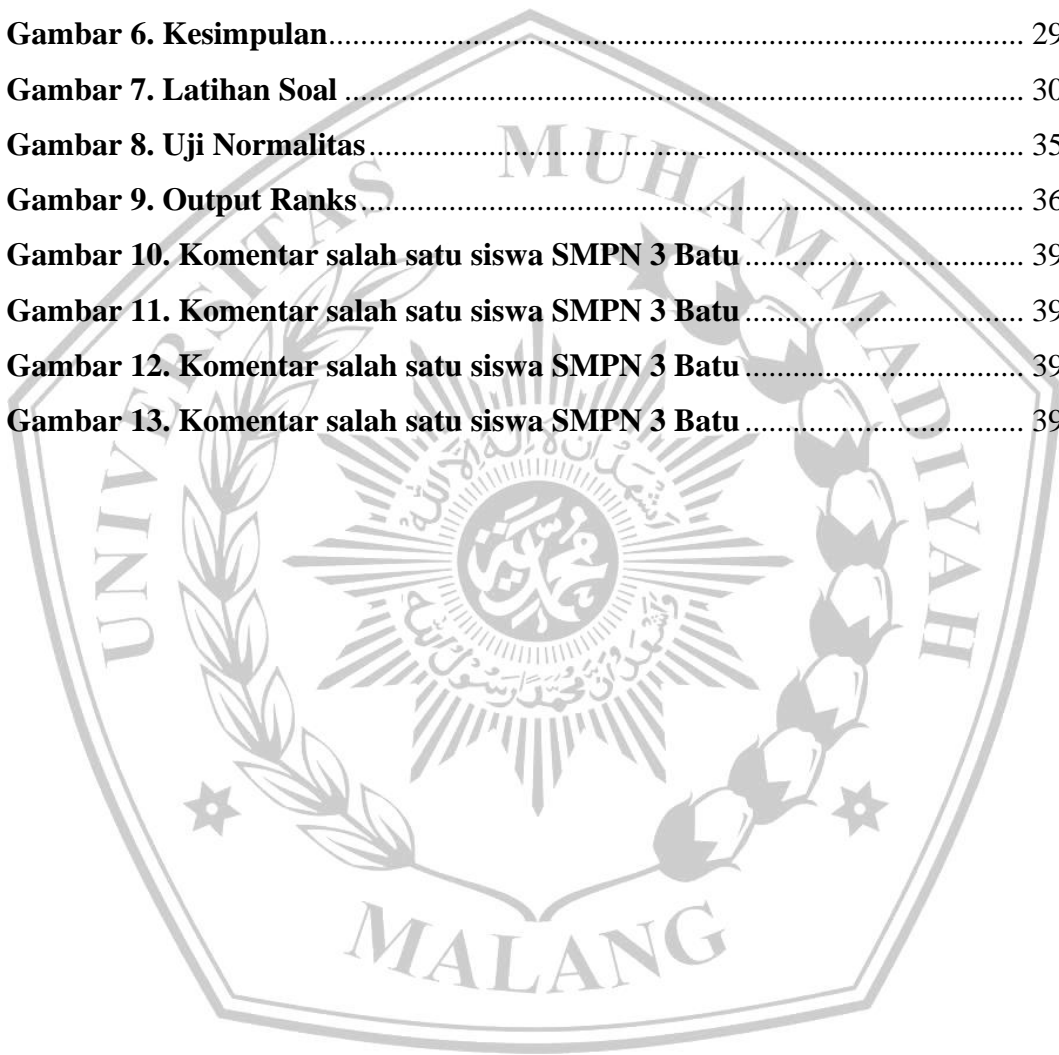 Gambar 6. Kesimpulan.......................................................................................... 29
Gambar 7. Latihan Soal ........................................................................................ 30
Gambar 8. Uji Normalitas ..................................................................................... 35
Gambar 9. Output Ranks ...................................................................................... 36
Gambar 10. Komentar salah satu siswa SMPN 3 Batu .................................... 39
Gambar 11. Komentar salah satu siswa SMPN 3 Batu .................................... 39
Gambar 12. Komentar salah satu siswa SMPN 3 Batu .................................... 39
Gambar 13. Komentar salah satu siswa SMPN 3 Batu .................................... 39
UNIVERSITAS MUHAMMADIYAH
MALANG